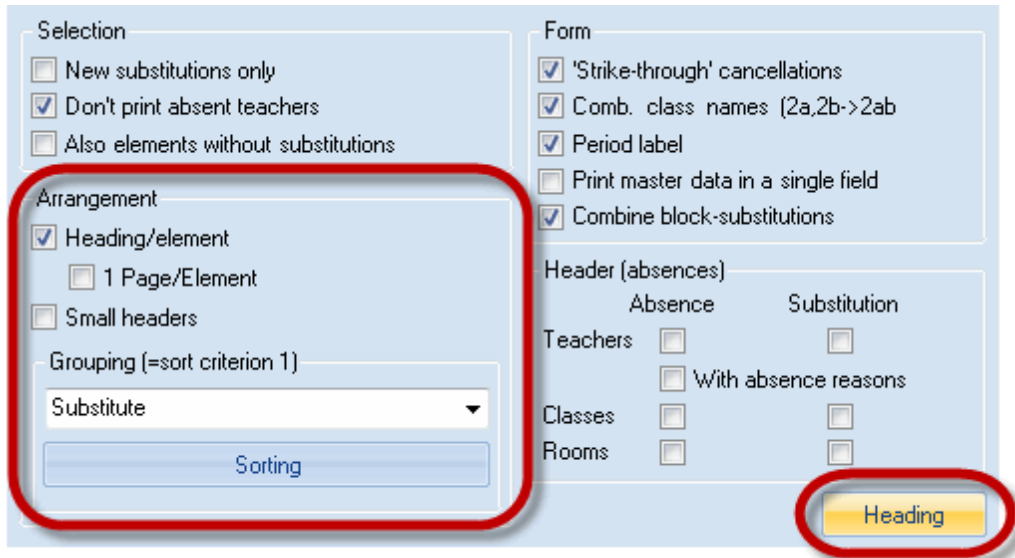 Selection
New substitutions only
Don't print absent teachers
Also elements without substitutions
Arrangement
Heading/element
1 Page/Element
Small headers
Grouping (=sort criterion 1)
Substitute
Sorting
Form
'Strike-through' cancellations
Comb. class names (2a,2b->2ab
Period label
Print master data in a single field
Combine block-substitutions
Header (absences)
Absence Substitution
Teachers
With absence reasons
Classes
Rooms
Heading